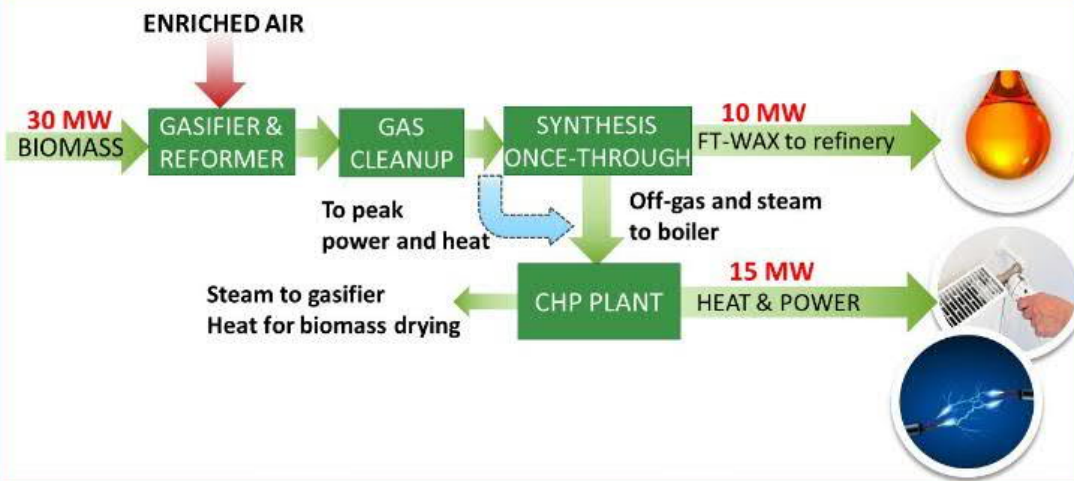 ENRICHED AIR
30 MW
BIOMASS
GASIFIER &
REFORMER
GAS
CLEANUP
SYNTHESIS
ONCE-THROUGH
10 MW
FT-WAX to refinery
To peak
power and heat
Off-gas and steam
to boiler
Steam to gasifier
Heat for biomass drying
CHP PLANT
15 MW
HEAT & POWER